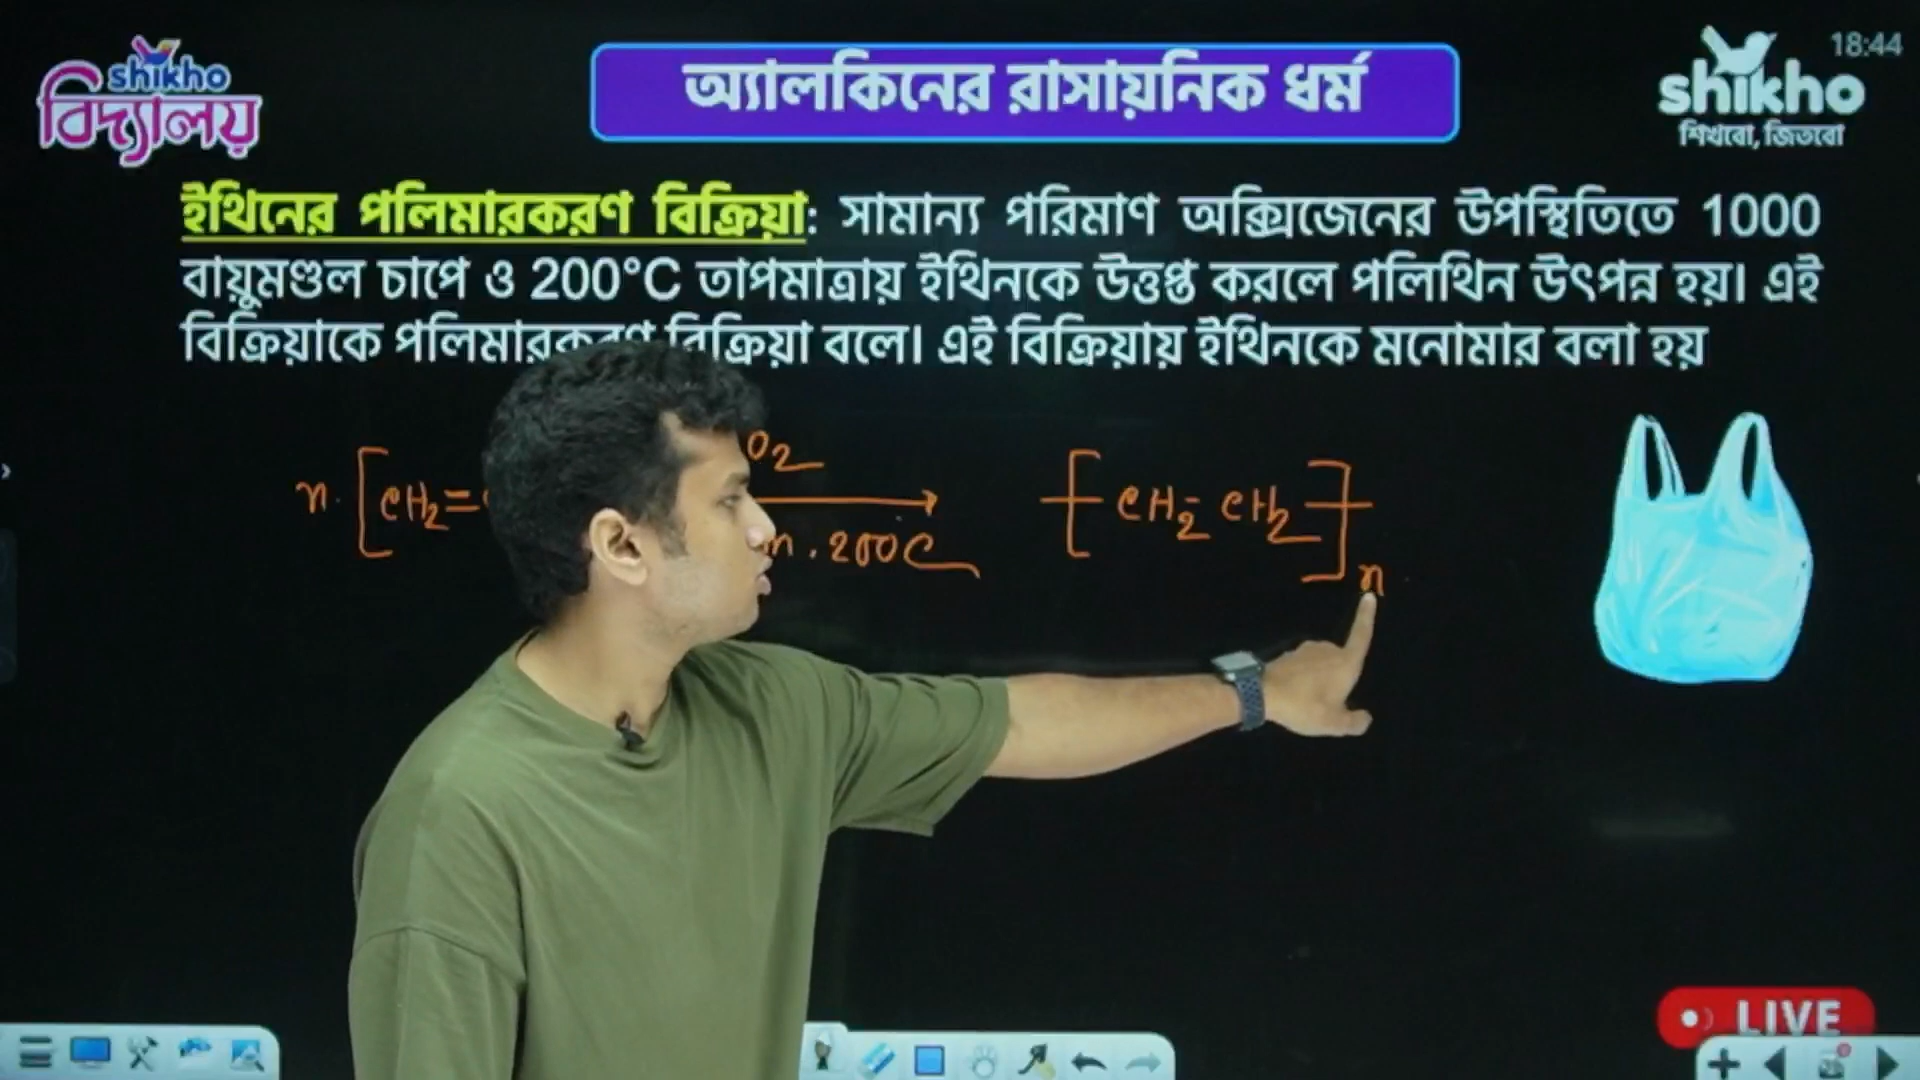 shikho
বিদ্যালয়
অ্যালকিনের রাসায়নিক ধর্ম
18:44
shikho
শিখবো, জিতবো
ইথিনের পলিমারকরণ বিক্রিয়া: সামান্য পরিমাণ অক্সিজেনের উপস্থিতিতে 1000
বায়ুমণ্ডল চাপে ও 200°C তাপমাত্রায় ইথিনকে উত্তপ্ত করলে পলিথিন উৎপন্ন হয়। এই
বিক্রিয়াকে পলিমারকরণ বিক্রিয়া বলে। এই বিক্রিয়ায় ইথিনকে মনোমার বলা হয়
n [CH2= O2 [CH2-CH2]n
200C
LIVE